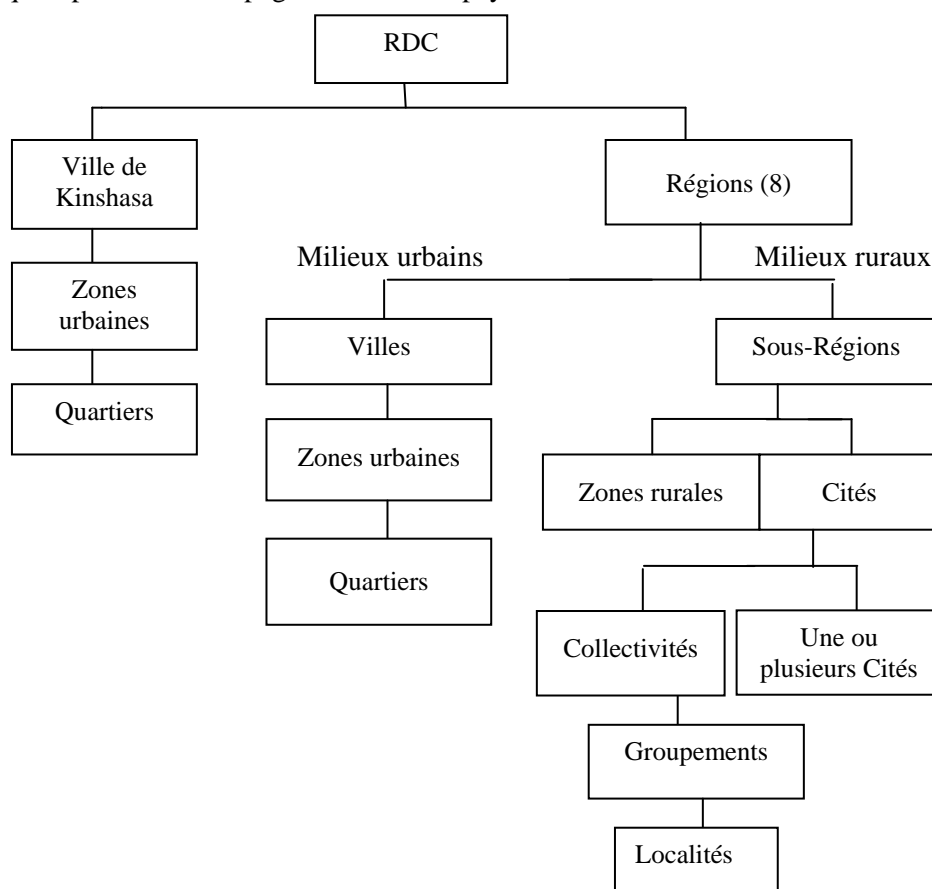 RDC
Ville de
Kinshasa
Régions (8)
Milieux urbains
Milieux ruraux
Zones
urbaines
Villes
Sous-Régions
Quartiers
Zones urbaines
Zones rurales
Cités
Quartiers
Collectivités
Une ou
plusieurs Cités
Groupements
Localités